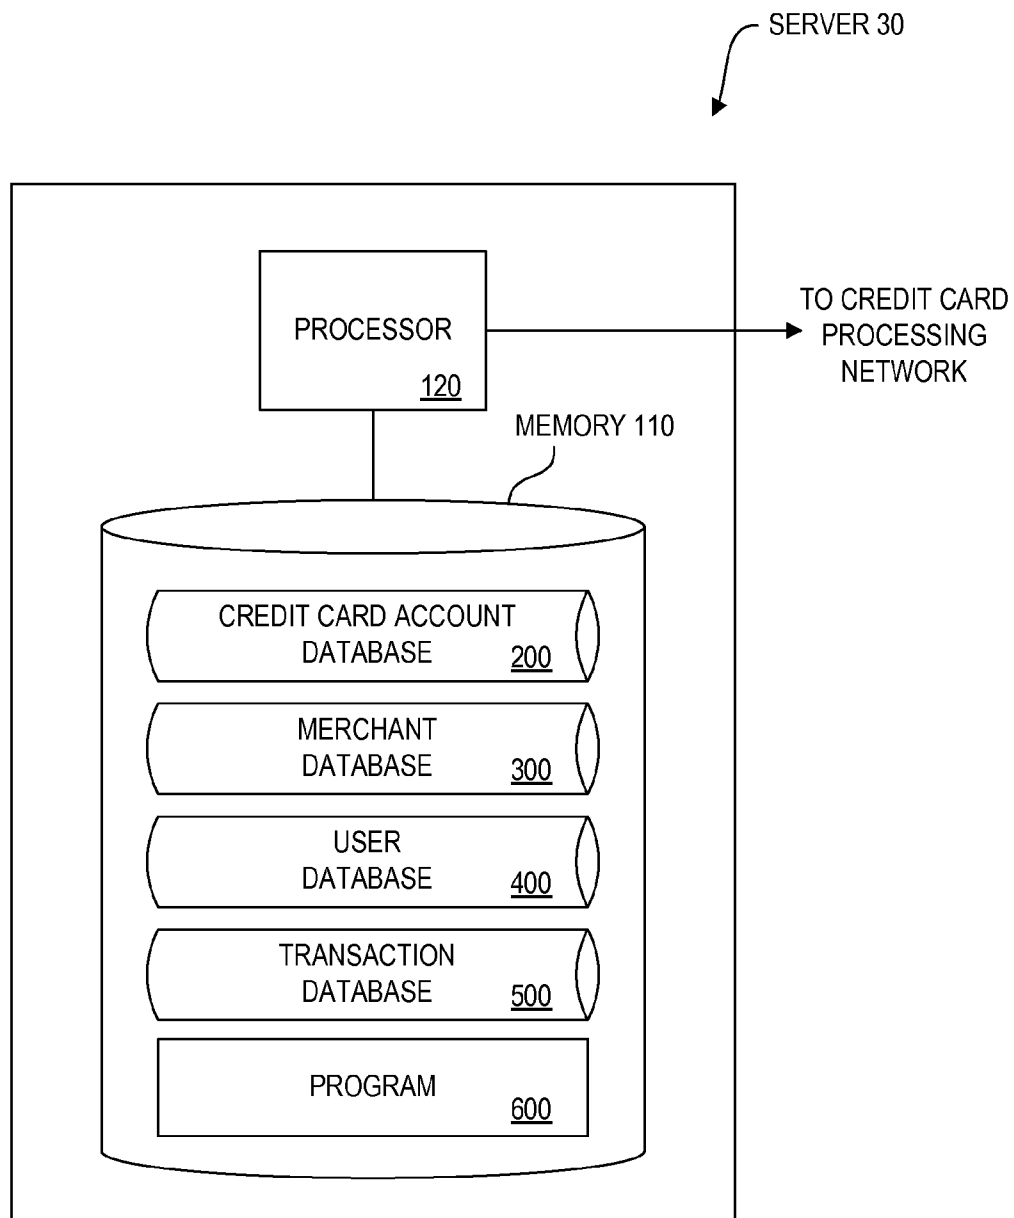 SERVER 30
PROCESSOR
120
TO CREDIT CARD
PROCESSING
NETWORK
MEMORY 110
CREDIT CARD ACCOUNT
DATABASE 200
MERCHANT
DATABASE 300
USER
DATABASE 400
TRANSACTION
DATABASE 500
PROGRAM
600